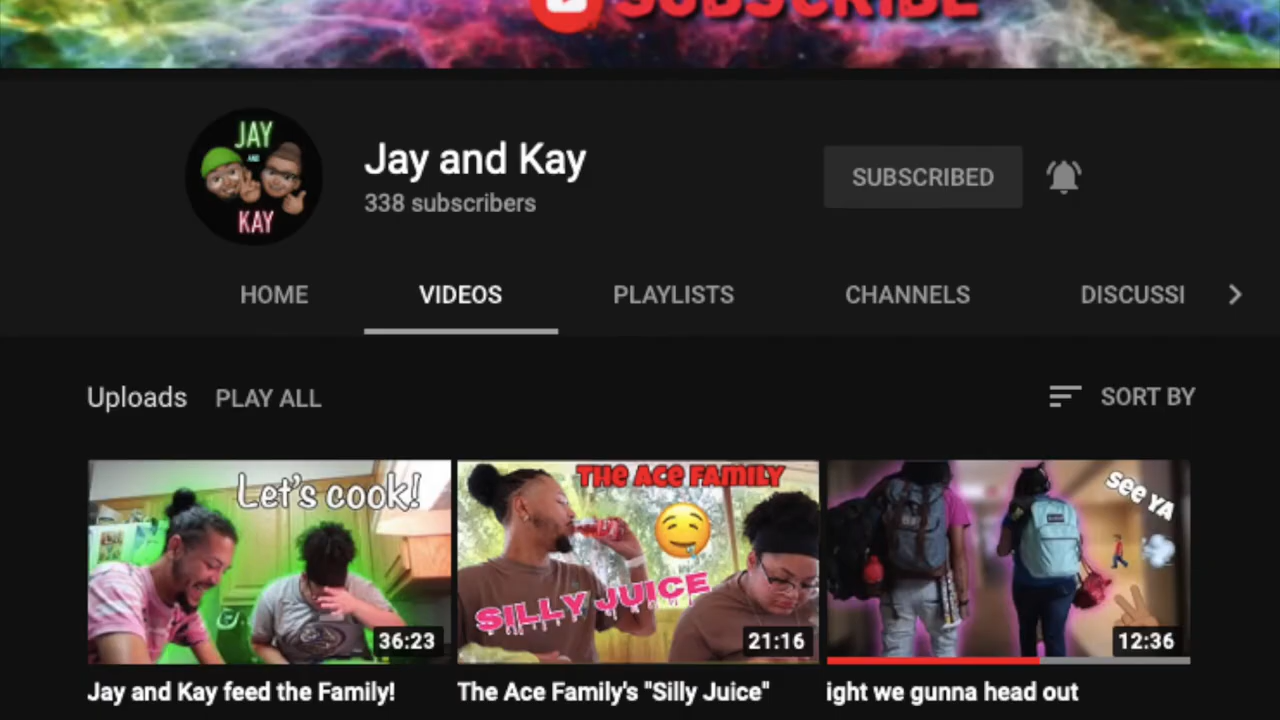 SUBSCRIBE
JAY
AND
KAY
Jay and Kay
338 subscribers
SUBSCRIBED
HOME
VIDEOS
PLAYLISTS
CHANNELS
DISCUSSI
Uploads
PLAY ALL
SORT BY
Let's cook!
36:23
THE ACE FAMILY
SILLY JUICE
21:16
see YA
12:36
Jay and Kay feed the Family!
The Ace Family's "Silly Juice"
ight we gunna head out